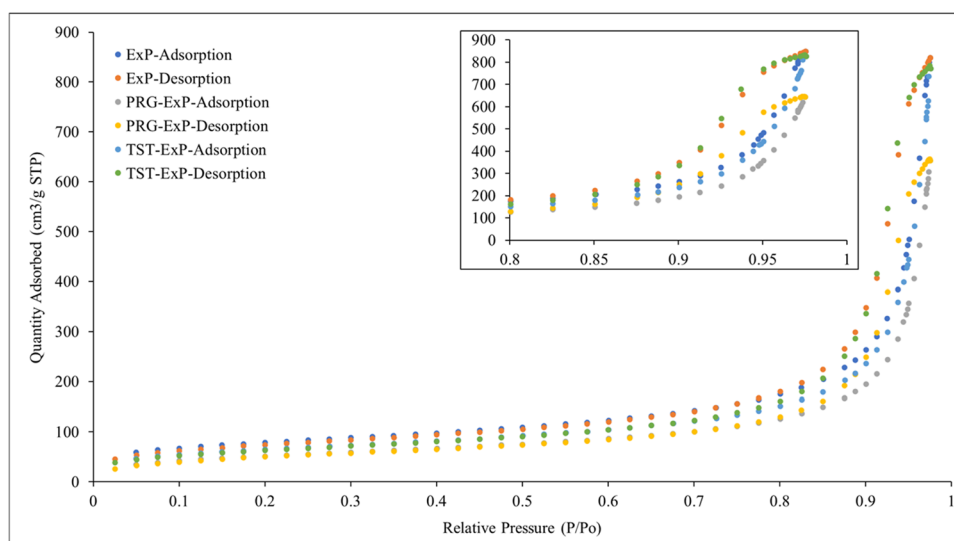 900
800
700
600
500
400
300
200
100
0
Quantity Adsorbed (cm3/g STP)
ExP-Adsorption
ExP-Desorption
PRG-ExP-Adsorption
PRG-ExP-Desorption
TST-ExP-Adsorption
TST-ExP-Desorption
900
800
700
600
500
400
300
200
100
0
0.8 0.85 0.9 0.95 1
0 0.1 0.2 0.3 0.4 0.5 0.6 0.7 0.8 0.9 1
Relative Pressure (P/Po)